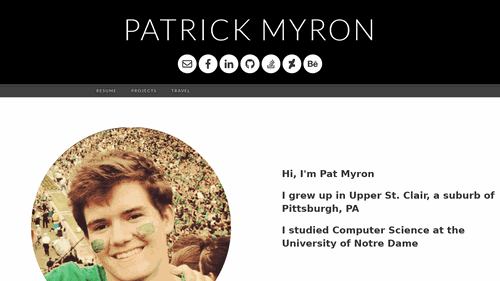 PATRICK MYRON
Bē
RESUME PROJECTS TRAVEL
Hi, I'm Pat Myron
I grew up in Upper St. Clair, a suburb of
Pittsburgh, PA
I studied Computer Science at the
University of Notre Dame